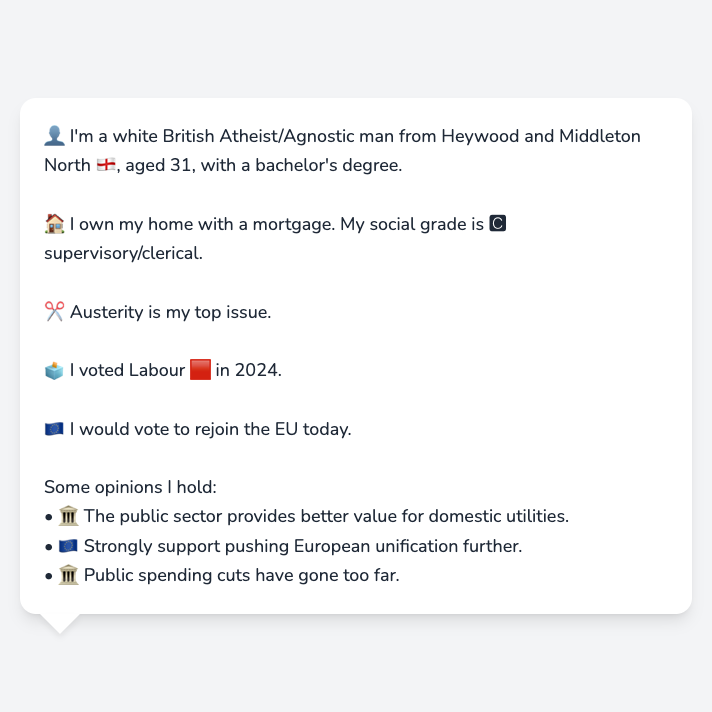 👤 I'm a white British Atheist/Agnostic man from Heywood and Middleton
North 🏴󠁧󠁢󠁥󠁮󠁧󠁿, aged 31, with a bachelor's degree.
🏠 I own my home with a mortgage. My social grade is 🅲
supervisory/clerical.
✂️ Austerity is my top issue.
🗳️ I voted Labour 🟥 in 2024.
🇪🇺 I would vote to rejoin the EU today.
Some opinions I hold:
• 🏛️ The public sector provides better value for domestic utilities.
• 🇪🇺 Strongly support pushing European unification further.
• 🏛️ Public spending cuts have gone too far.